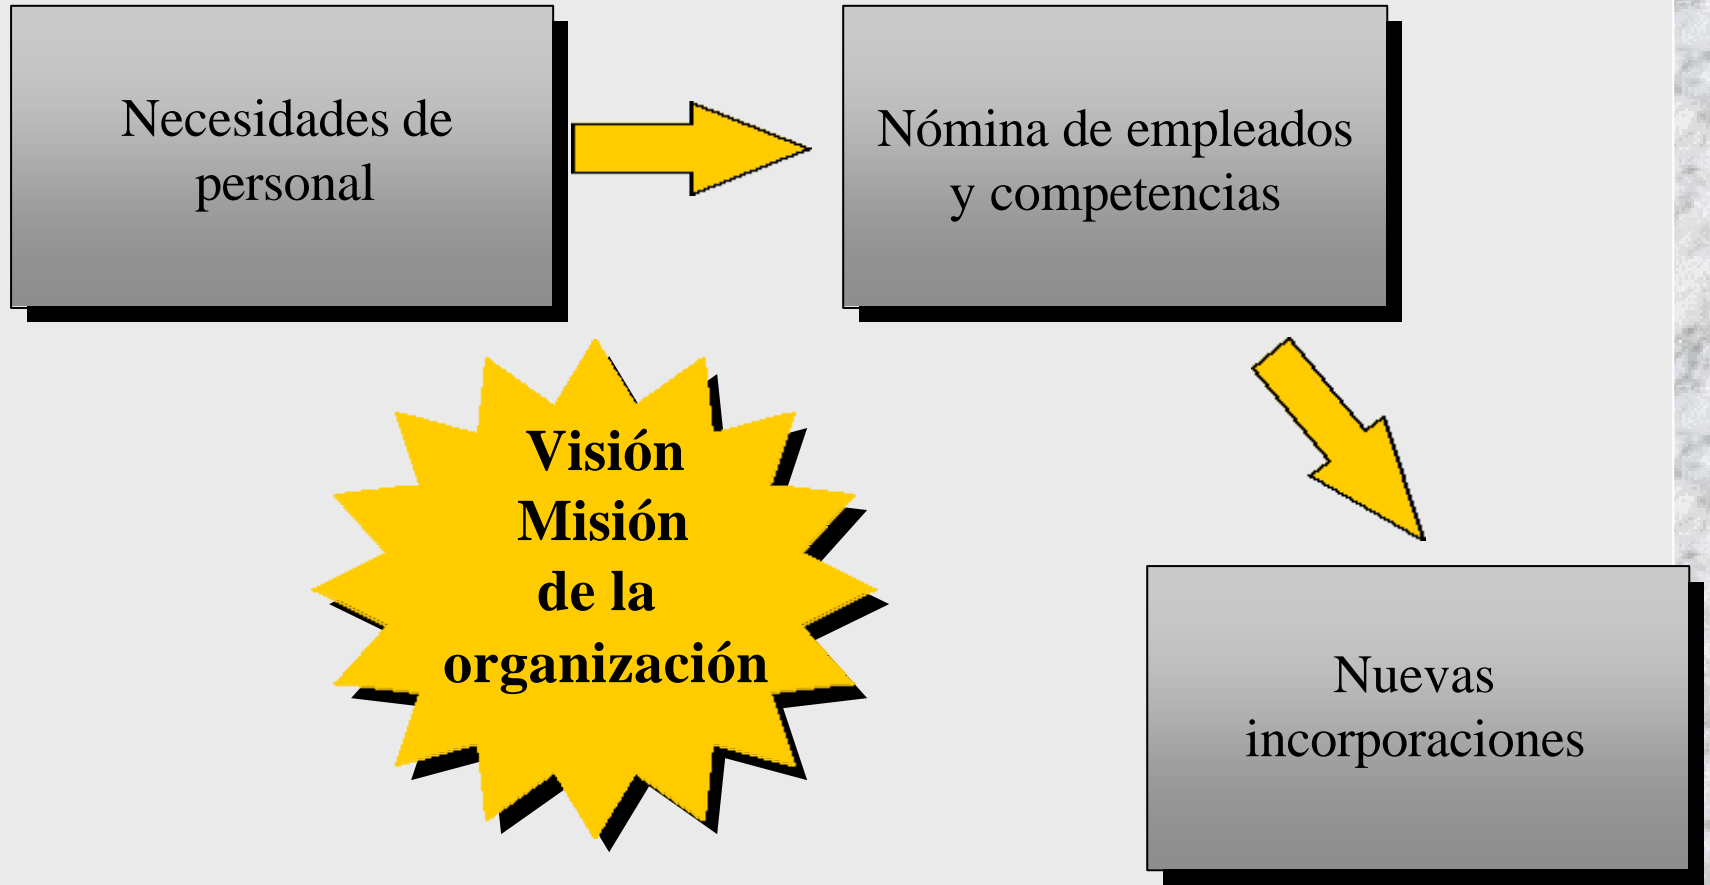 Necesidades de
personal
Nómina de empleados
y competencias
Visión
Misión
de la
organización
Nuevas
incorporaciones